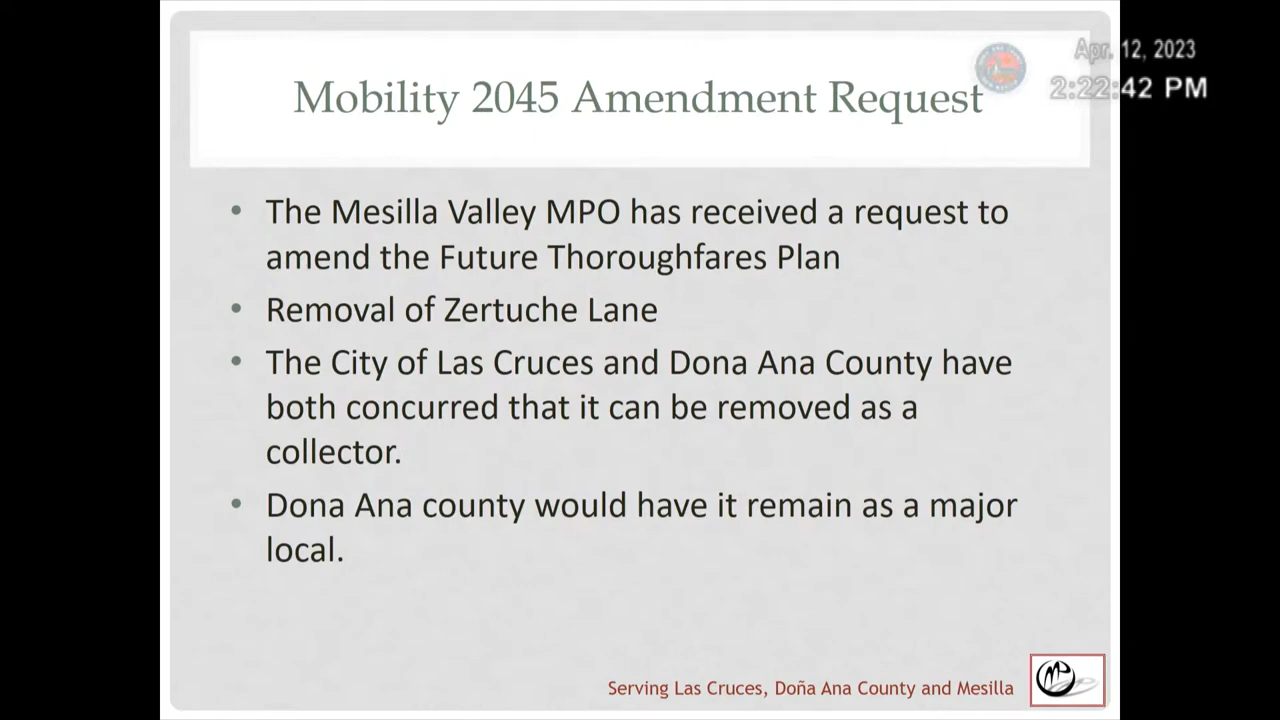 Apr. 12, 2023
2:22:42 PM
Mobility 2045 Amendment Request
• The Mesilla Valley MPO has received a request to
amend the Future Thoroughfares Plan
• Removal of Zertuche Lane
• The City of Las Cruces and Dona Ana County have
both concurred that it can be removed as a
collector.
• Dona Ana county would have it remain as a major
local.
Serving Las Cruces, Doña Ana County and Mesilla